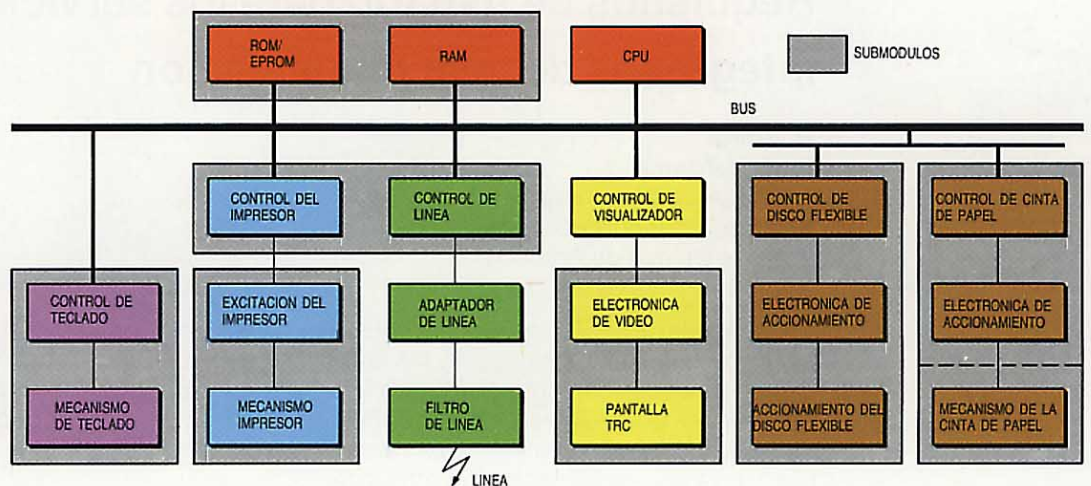 ROM/
EPROM
RAM
CPU
SUBMODULOS
BUS
CONTROL DEL
IMPRESOR
CONTROL DE
LINEA
CONTROL DE
VISUALIZADOR
CONTROL DE
DISCO FLEXIBLE
CONTROL DE CINTA
DE PAPEL
CONTROL DE
TECLADO
EXCITACION DEL
IMPRESOR
ADAPTADOR
DE LINEA
ELECTRONICA
DE VIDEO
ELECTRONICA DE
ACCIONAMIENTO
ELECTRONICA DE
ACCIONAMIENTO
MECANISMO
DE TECLADO
MECANISMO
IMPRESOR
FILTRO
DE LINEA
PANTALLA
TRC
ACCIONAMIENTO DEL
DISCO FLEXIBLE
MECANISMO DE LA
CINTA DE PAPEL
LINEA